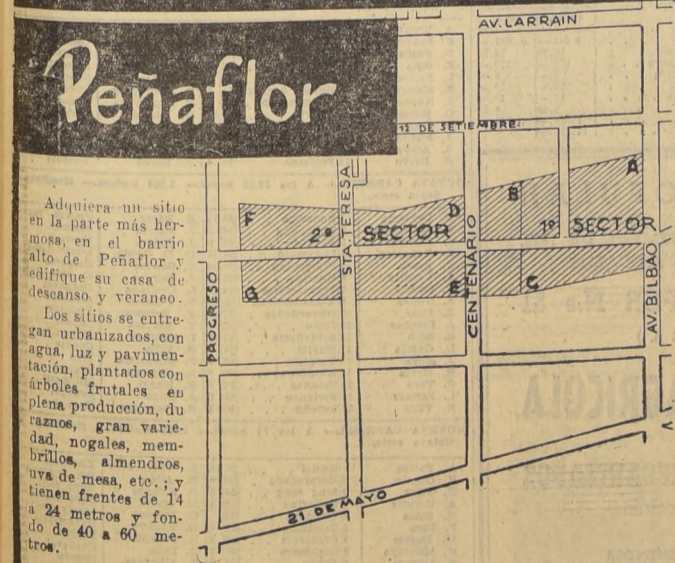 Peñaflor
Adquiera un sitio
en la parte más her-
mosa, en el barrio
alto de Peñaflor y
edifique su casa de
descanso y veraneo.
Los sitios se entre-
gan urbanizados, con
agua, luz y pavimen-
tación, plantados con
árboles frutales en
plena producción, du
raznos, gran varie-
dad, nogales, mem-
brillos, almendros,
uva de mesa, etc.; y
tienen frentes de 14
a 24 metros y fon-
do de 40 a 60 me-
tros.
AV. LARRAIN
12 DE SETIEMBRE
A
B
F
2º
STA TERESA
SECTOR
D
CENTENARIO
1º
SECTOR
G
E
C
PROGRESO
AV. BILBAO
21 DE MAYO